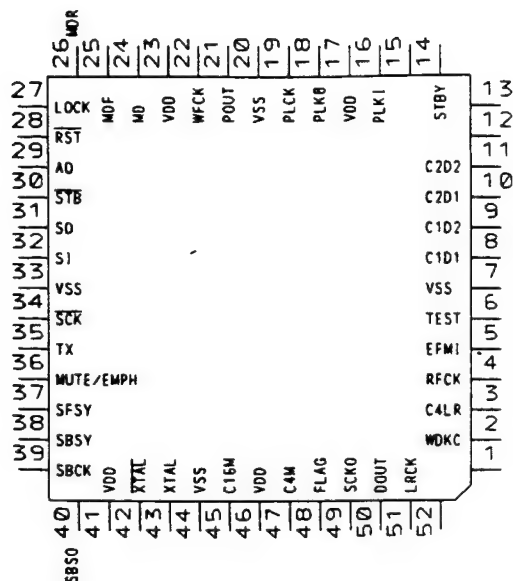 26 MDR 25 24 23 22 21 20 19 18 17 16 15 14
27 LOCK MDF MD VDD WFCK POUT VSS PLCK PLKB VDD PLKI STBY 13
28 RST 12
29 A0 C2D2 11
30 STB C2D1 10
31 SO C1D2 9
32 SI C1D1 8
33 VSS VSS 7
34 SCK TEST 6
35 TX EFMI 5
36 MUTE/EMPH RFCK 4
37 SFSY C4LR 3
38 SBSY WDKC 2
39 SBCK VDD XTAL XTAL VSS C16M VDD C4M FLAG SCKO DOUT LRCK 1
40 SBSO 41 42 43 44 45 46 47 48 49 50 51 52